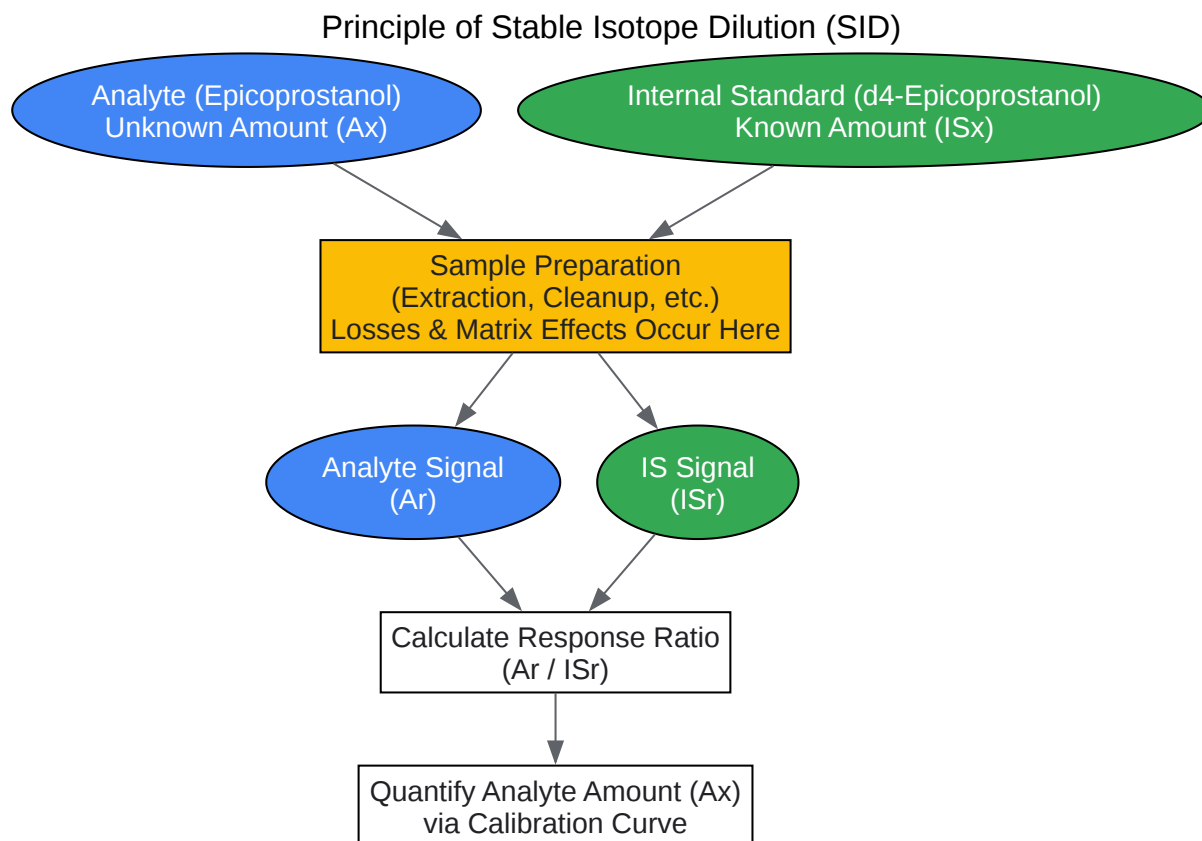 Principle of Stable Isotope Dilution (SID)
Analyte (Epicoprostanol)
Unknown Amount (Ax)
Internal Standard (d4-Epicoprostanol)
Known Amount (ISx)
Sample Preparation
(Extraction, Cleanup, etc.)
Losses & Matrix Effects Occur Here
Analyte Signal
(Ar)
IS Signal
(ISr)
Calculate Response Ratio
(Ar / ISr)
Quantify Analyte Amount (Ax)
via Calibration Curve